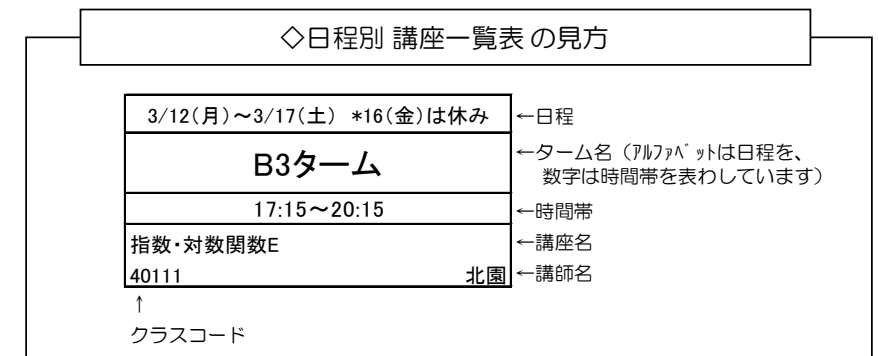 ◇日程別 講座一覧表 の見方
3/12(月)~3/17(土) *16(金)は休み ←日程
B3ターム ←ターム名（ｱﾙﾌｧﾍﾞｯﾄは日程を、
数字は時間帯を表わしています）
17:15~20:15 ←時間帯
指数・対数関数E ←講座名
40111 北園 ←講師名
↑
クラスコード